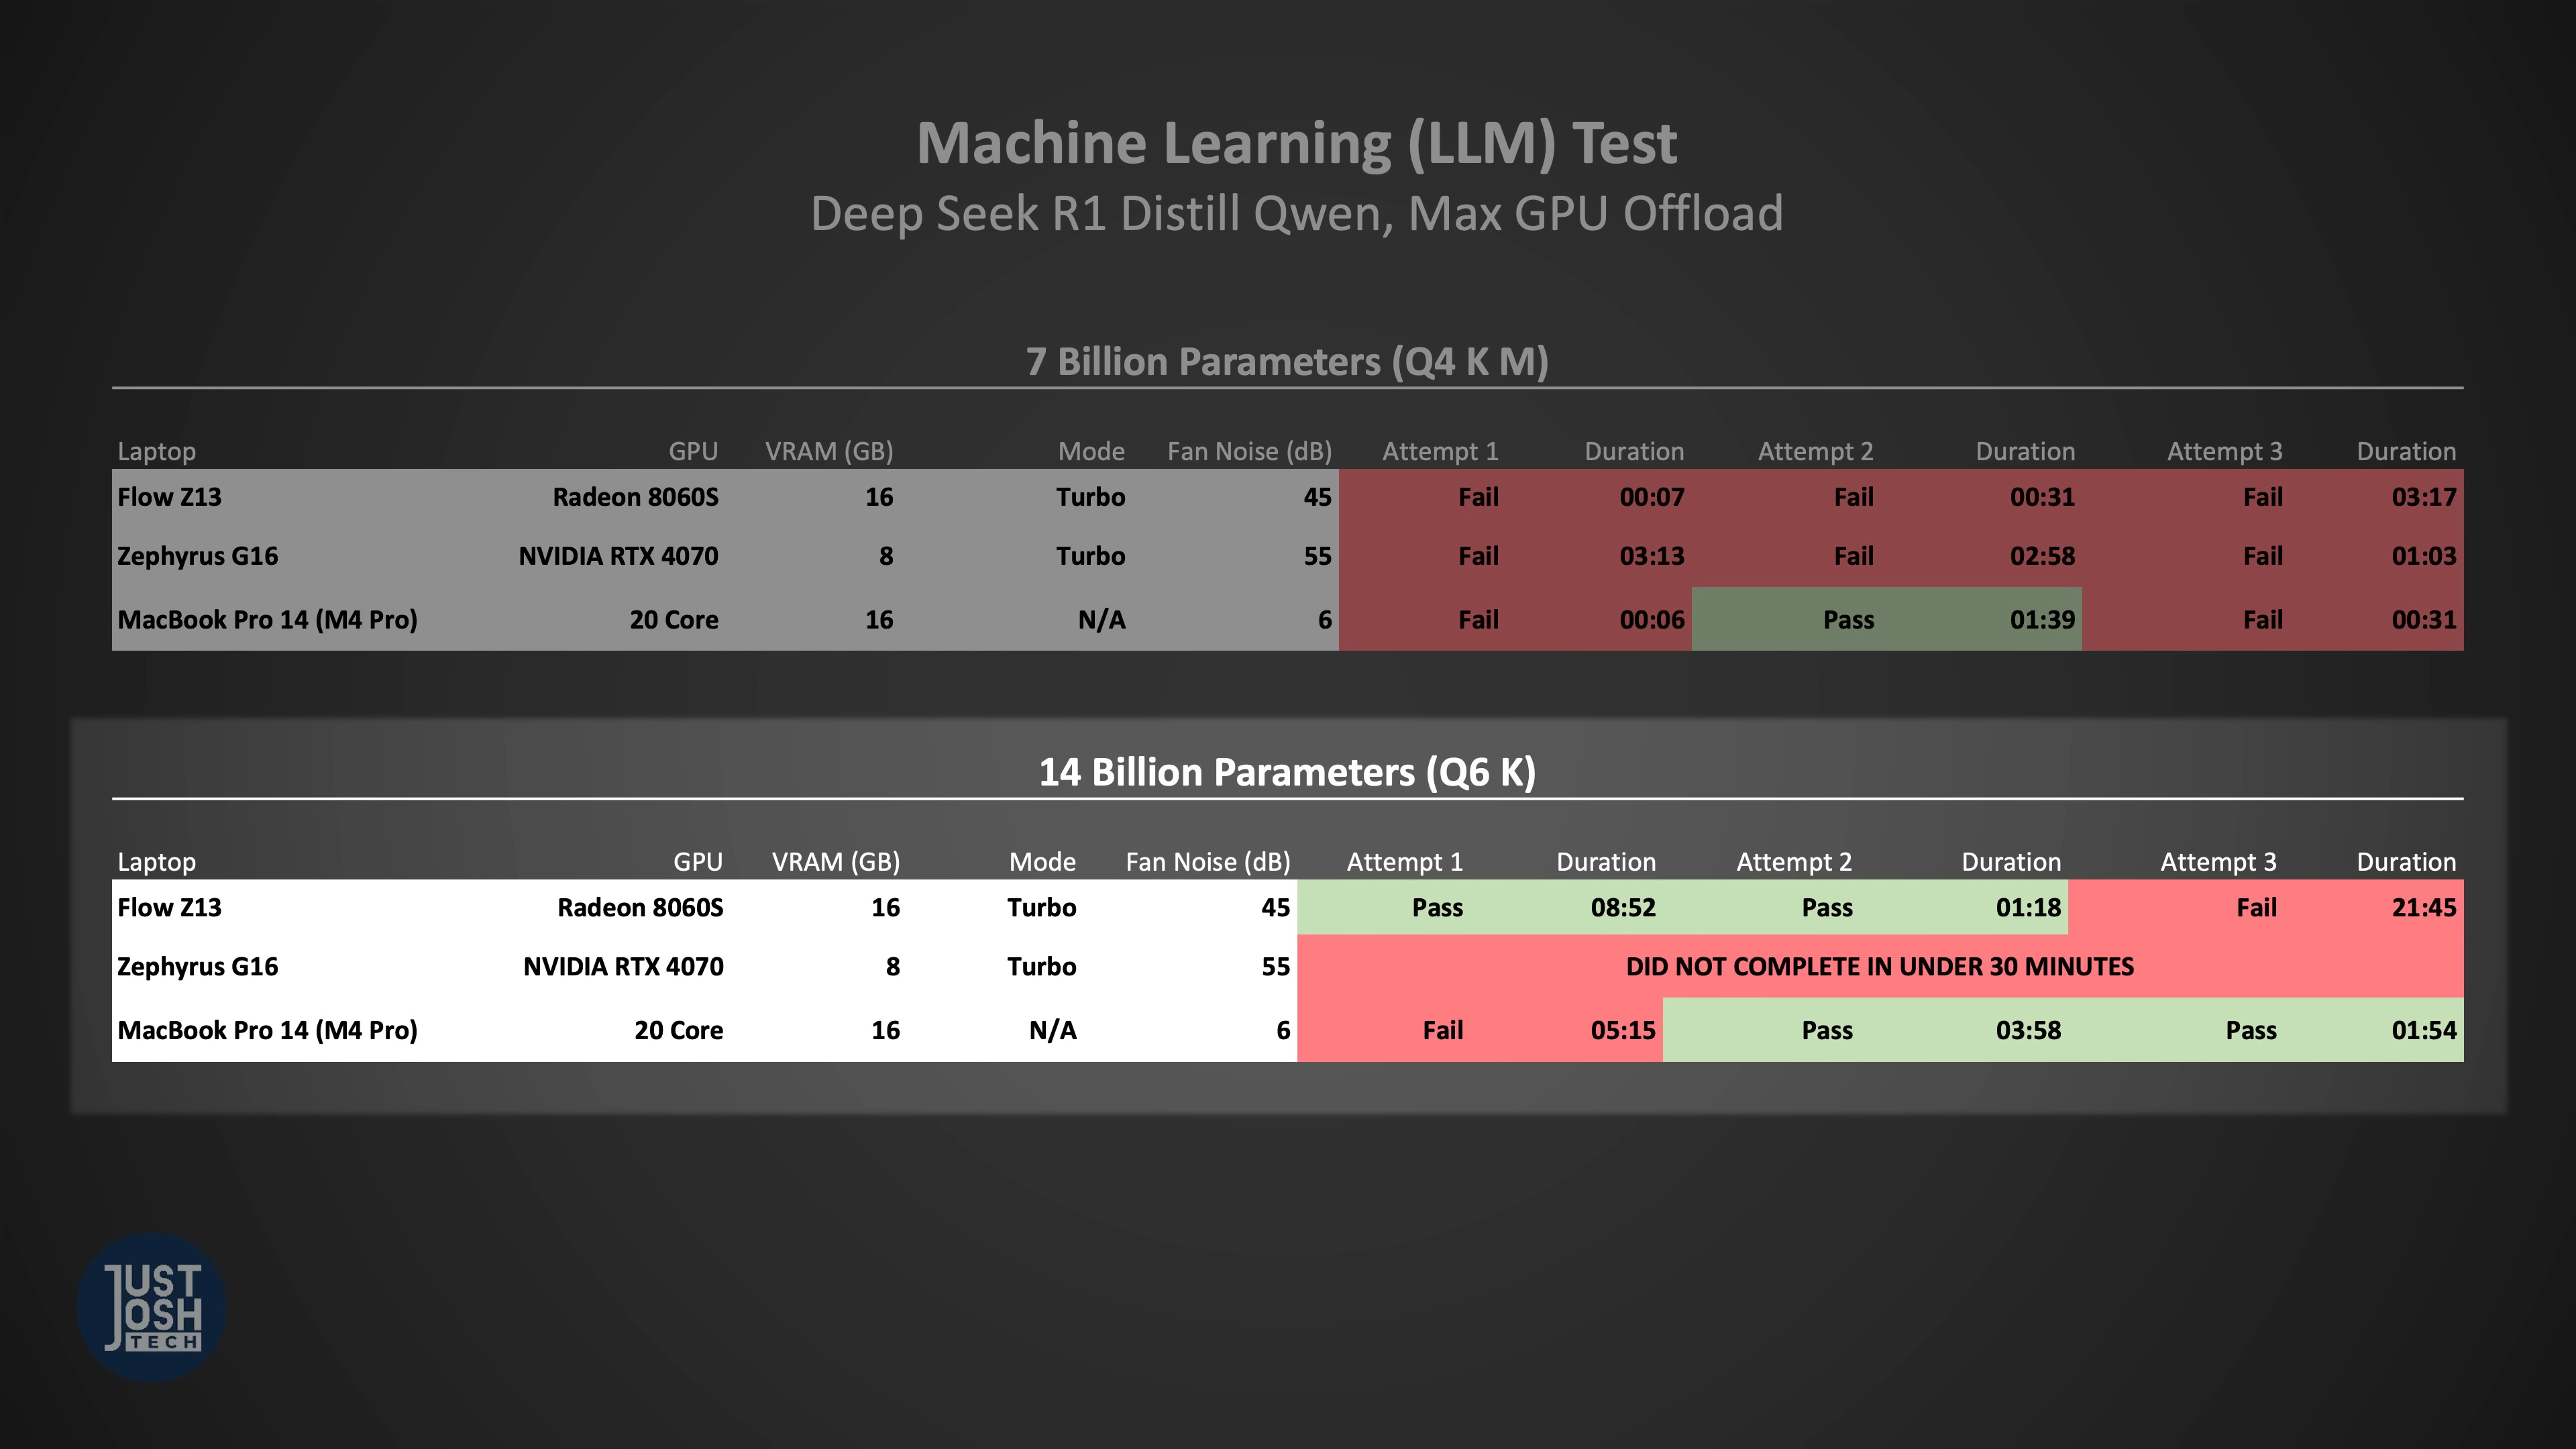 Machine Learning (LLM) Test
Deep Seek R1 Distill Qwen, Max GPU Offload
7 Billion Parameters (Q4 K M)
Laptop GPU VRAM (GB) Mode Fan Noise (dB) Attempt 1 Duration Attempt 2 Duration Attempt 3 Duration
Flow Z13 Radeon 8060S 16 Turbo 45 Fail 00:07 Fail 00:31 Fail 03:17
Zephyrus G16 NVIDIA RTX 4070 8 Turbo 55 Fail 03:13 Fail 02:58 Fail 01:03
MacBook Pro 14 (M4 Pro) 20 Core 16 N/A 6 Fail 00:06 Pass 01:39 Fail 00:31
14 Billion Parameters (Q6 K)
Laptop GPU VRAM (GB) Mode Fan Noise (dB) Attempt 1 Duration Attempt 2 Duration Attempt 3 Duration
Flow Z13 Radeon 8060S 16 Turbo 45 Pass 08:52 Pass 01:18 Fail 21:45
Zephyrus G16 NVIDIA RTX 4070 8 Turbo 55 DID NOT COMPLETE IN UNDER 30 MINUTES
MacBook Pro 14 (M4 Pro) 20 Core 16 N/A 6 Fail 05:15 Pass 03:58 Pass 01:54
JUST
JOSH
TECH